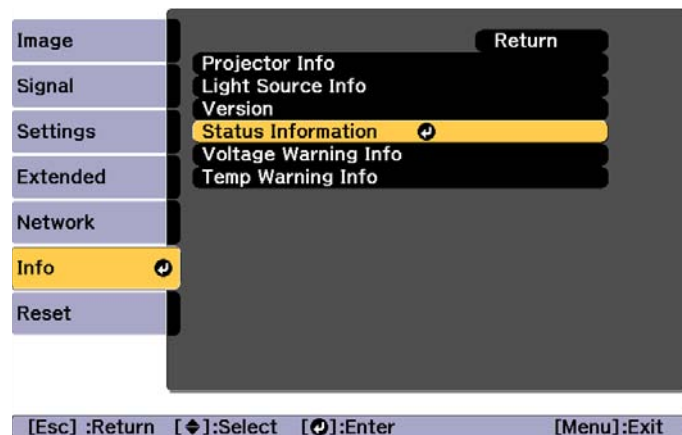 Image
Signal
Settings
Extended
Network
Info
Reset
Return
Projector Info
Light Source Info
Version
Status Information
Voltage Warning Info
Temp Warning Info
[Esc] :Return [◆]:Select [↵]:Enter [Menu]:Exit